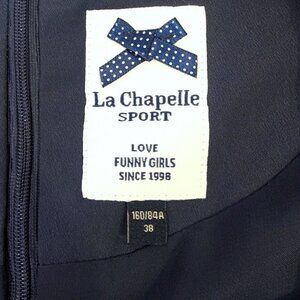 La Chapelle
SPORT
LOVE
FUNNY GIRLS
SINCE 1998
160/84A
38